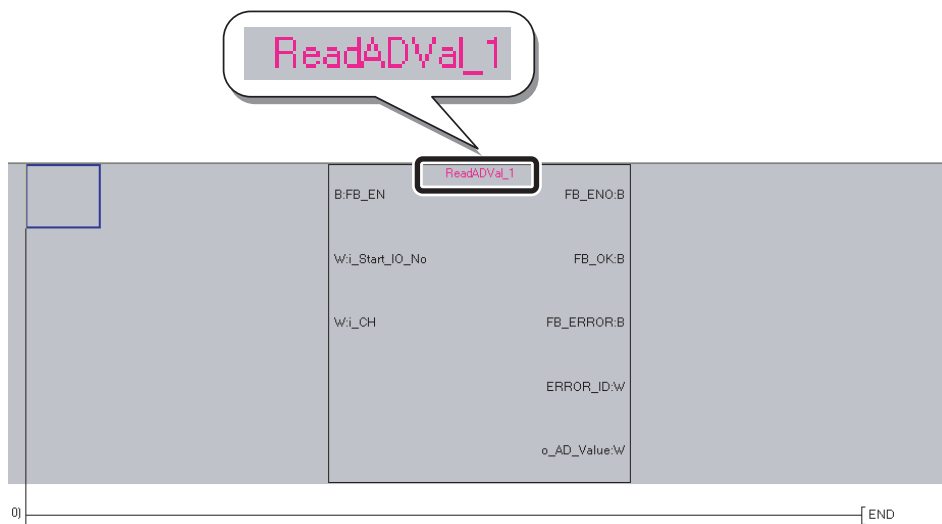 ReadADVal_1
ReadADVal_1
B:FB_EN FB_ENO:B
W:i_Start_IO_No FB_OK:B
W:i_CH FB_ERROR:B
ERROR_ID:W
o_AD_Value:W
0) [ END